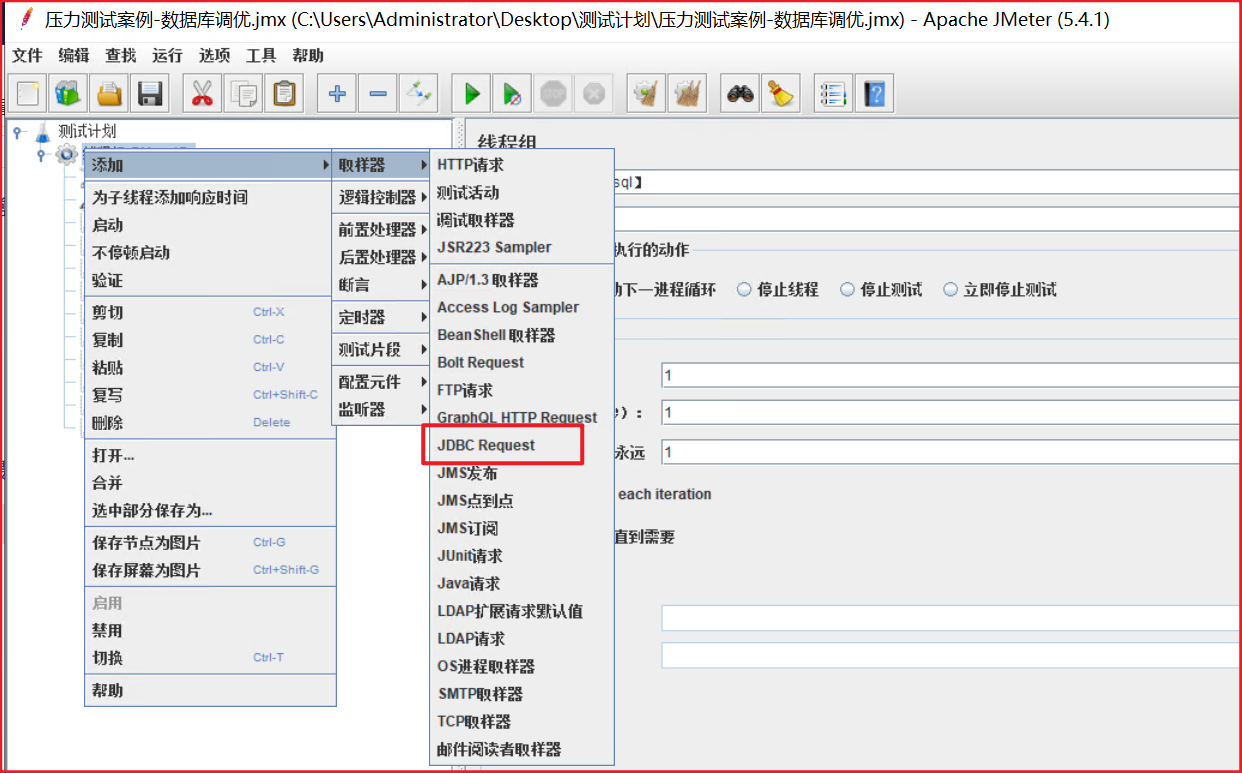 压力测试案例-数据库调优.jmx (C:\Users\Administrator\Desktop\测试计划\压力测试案例-数据库调优.jmx) - Apache JMeter (5.4.1)
文件 编辑 查找 运行 选项 工具 帮助
测试计划
线程组
添加
为子线程添加响应时间
启动
不停顿启动
验证
剪切 Ctrl-X
复制 Ctrl-C
粘贴 Ctrl-V
复写 Ctrl+Shift-C
删除 Delete
打开...
合并
选中部分保存为...
保存节点为图片 Ctrl-G
保存屏幕为图片 Ctrl+Shift-G
启用
禁用
切换 Ctrl-T
帮助
取样器
逻辑控制器
前置处理器
后置处理器
断言
定时器
测试片段
配置元件
监听器
HTTP请求
测试活动
调试取样器
JSR223 Sampler
AJP/1.3 取样器
Access Log Sampler
BeanShell 取样器
Bolt Request
FTP请求
GraphQL HTTP Request
JDBC Request
JMS发布
JMS点到点
JMS订阅
JUnit请求
Java请求
LDAP扩展请求默认值
LDAP请求
OS进程取样器
SMTP取样器
TCP取样器
邮件阅读者取样器
sql】
执行的动作
动下一进程循环 停止线程 停止测试 立即停止测试
1
）： 1
永远 1
each iteration
直到需要